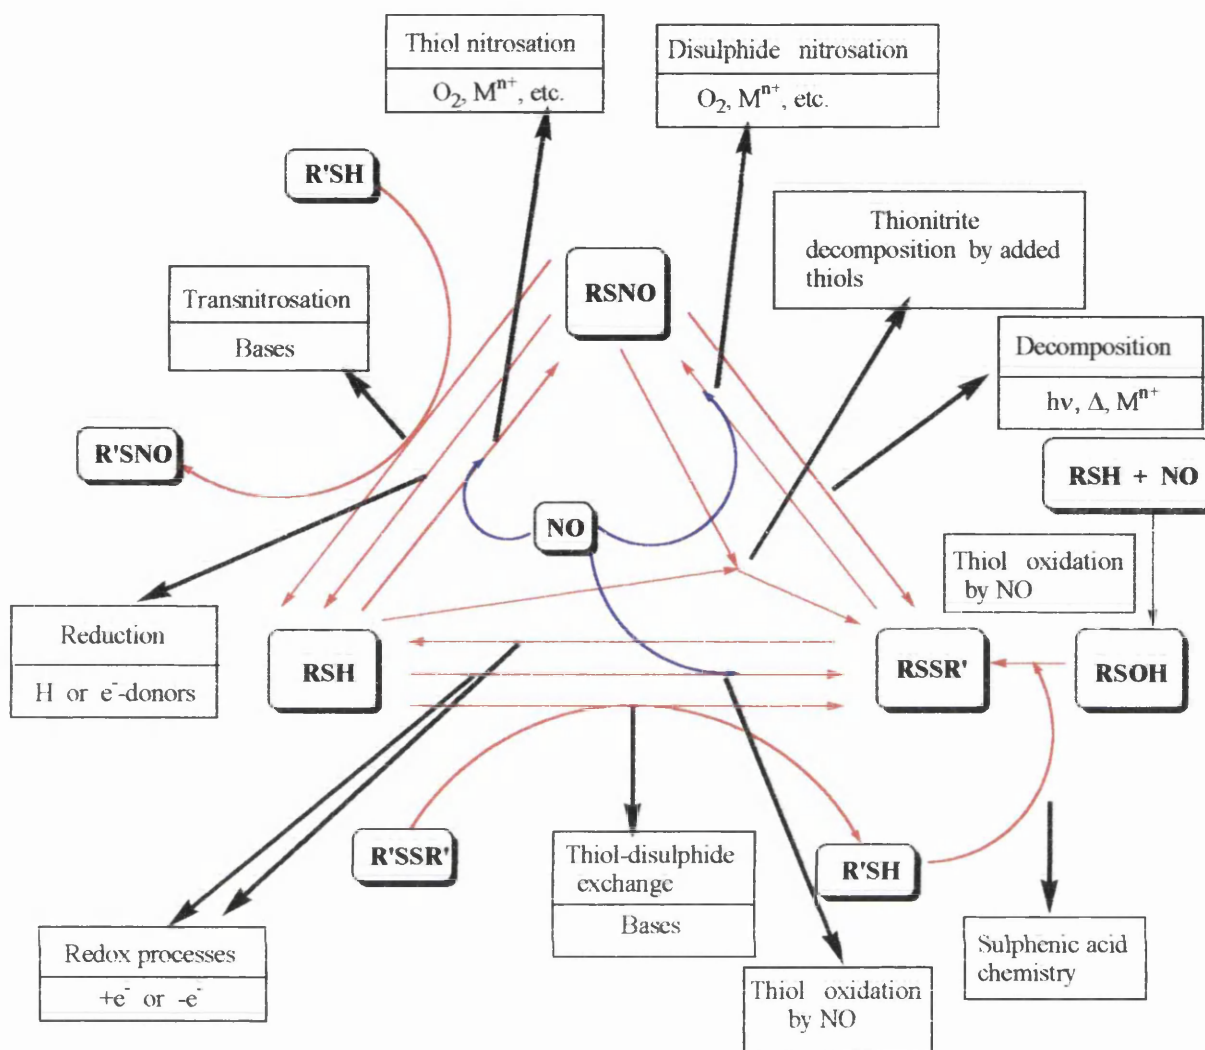 Thiol nitrosation
O₂, Mⁿ⁺, etc.
Disulphide nitrosation
O₂, Mⁿ⁺, etc.
R'SH
Thionitrite
decomposition by added
thiols
RSNO
Transnitrosation
Bases
Decomposition
hν, Δ, Mⁿ⁺
R'SNO
RSH + NO
NO
Thiol oxidation
by NO
Reduction
H or e⁻-donors
RSH
RSSR'
RSOH
R'SSR'
Thiol-disulphide
exchange
Bases
R'SH
Redox processes
+e⁻ or -e⁻
Thiol oxidation
by NO
Sulphenic acid
chemistry